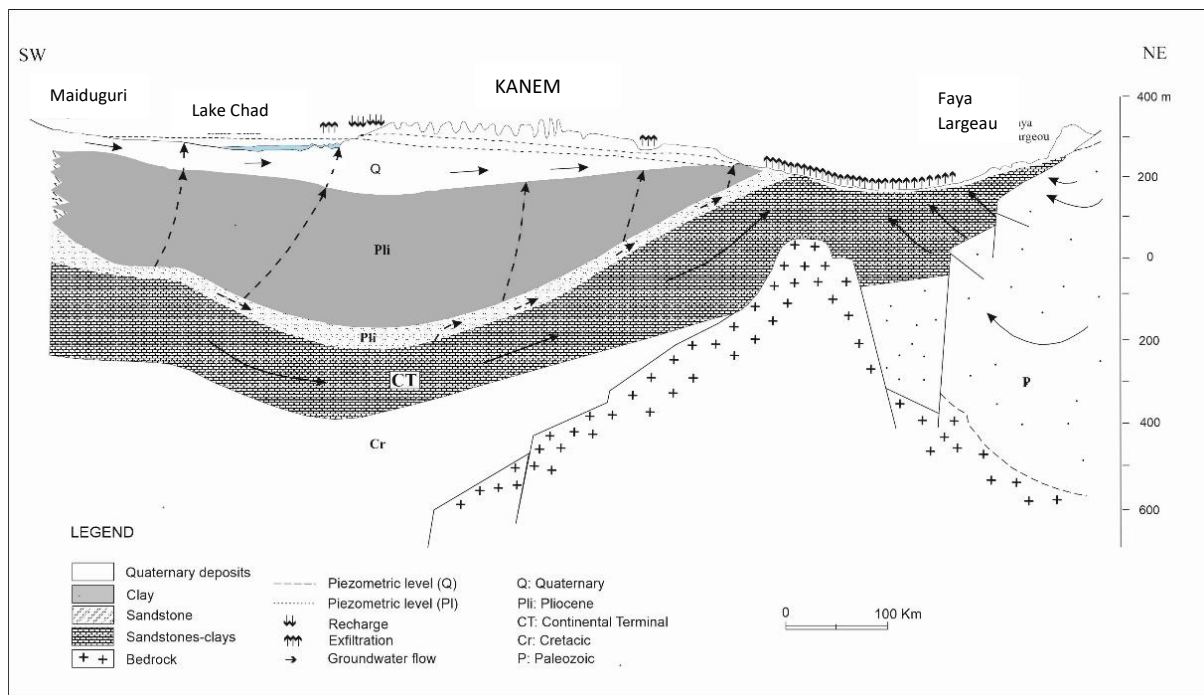 SW
NE
Maiduguri
Lake Chad
KANEM
Faya
Largeau
400 m
200
0
200
400
600
Q
Pli
Pli
CT
Cr
P
LEGEND
Quaternary deposits
Clay
Sandstone
Sandstones-clays
Bedrock
Piezometric level (Q)
Piezometric level (PI)
Recharge
Exfiltration
Groundwater flow
Q: Quaternary
Pli: Pliocene
CT: Continental Terminal
Cr: Cretacic
P: Paleozoic
0 100 Km